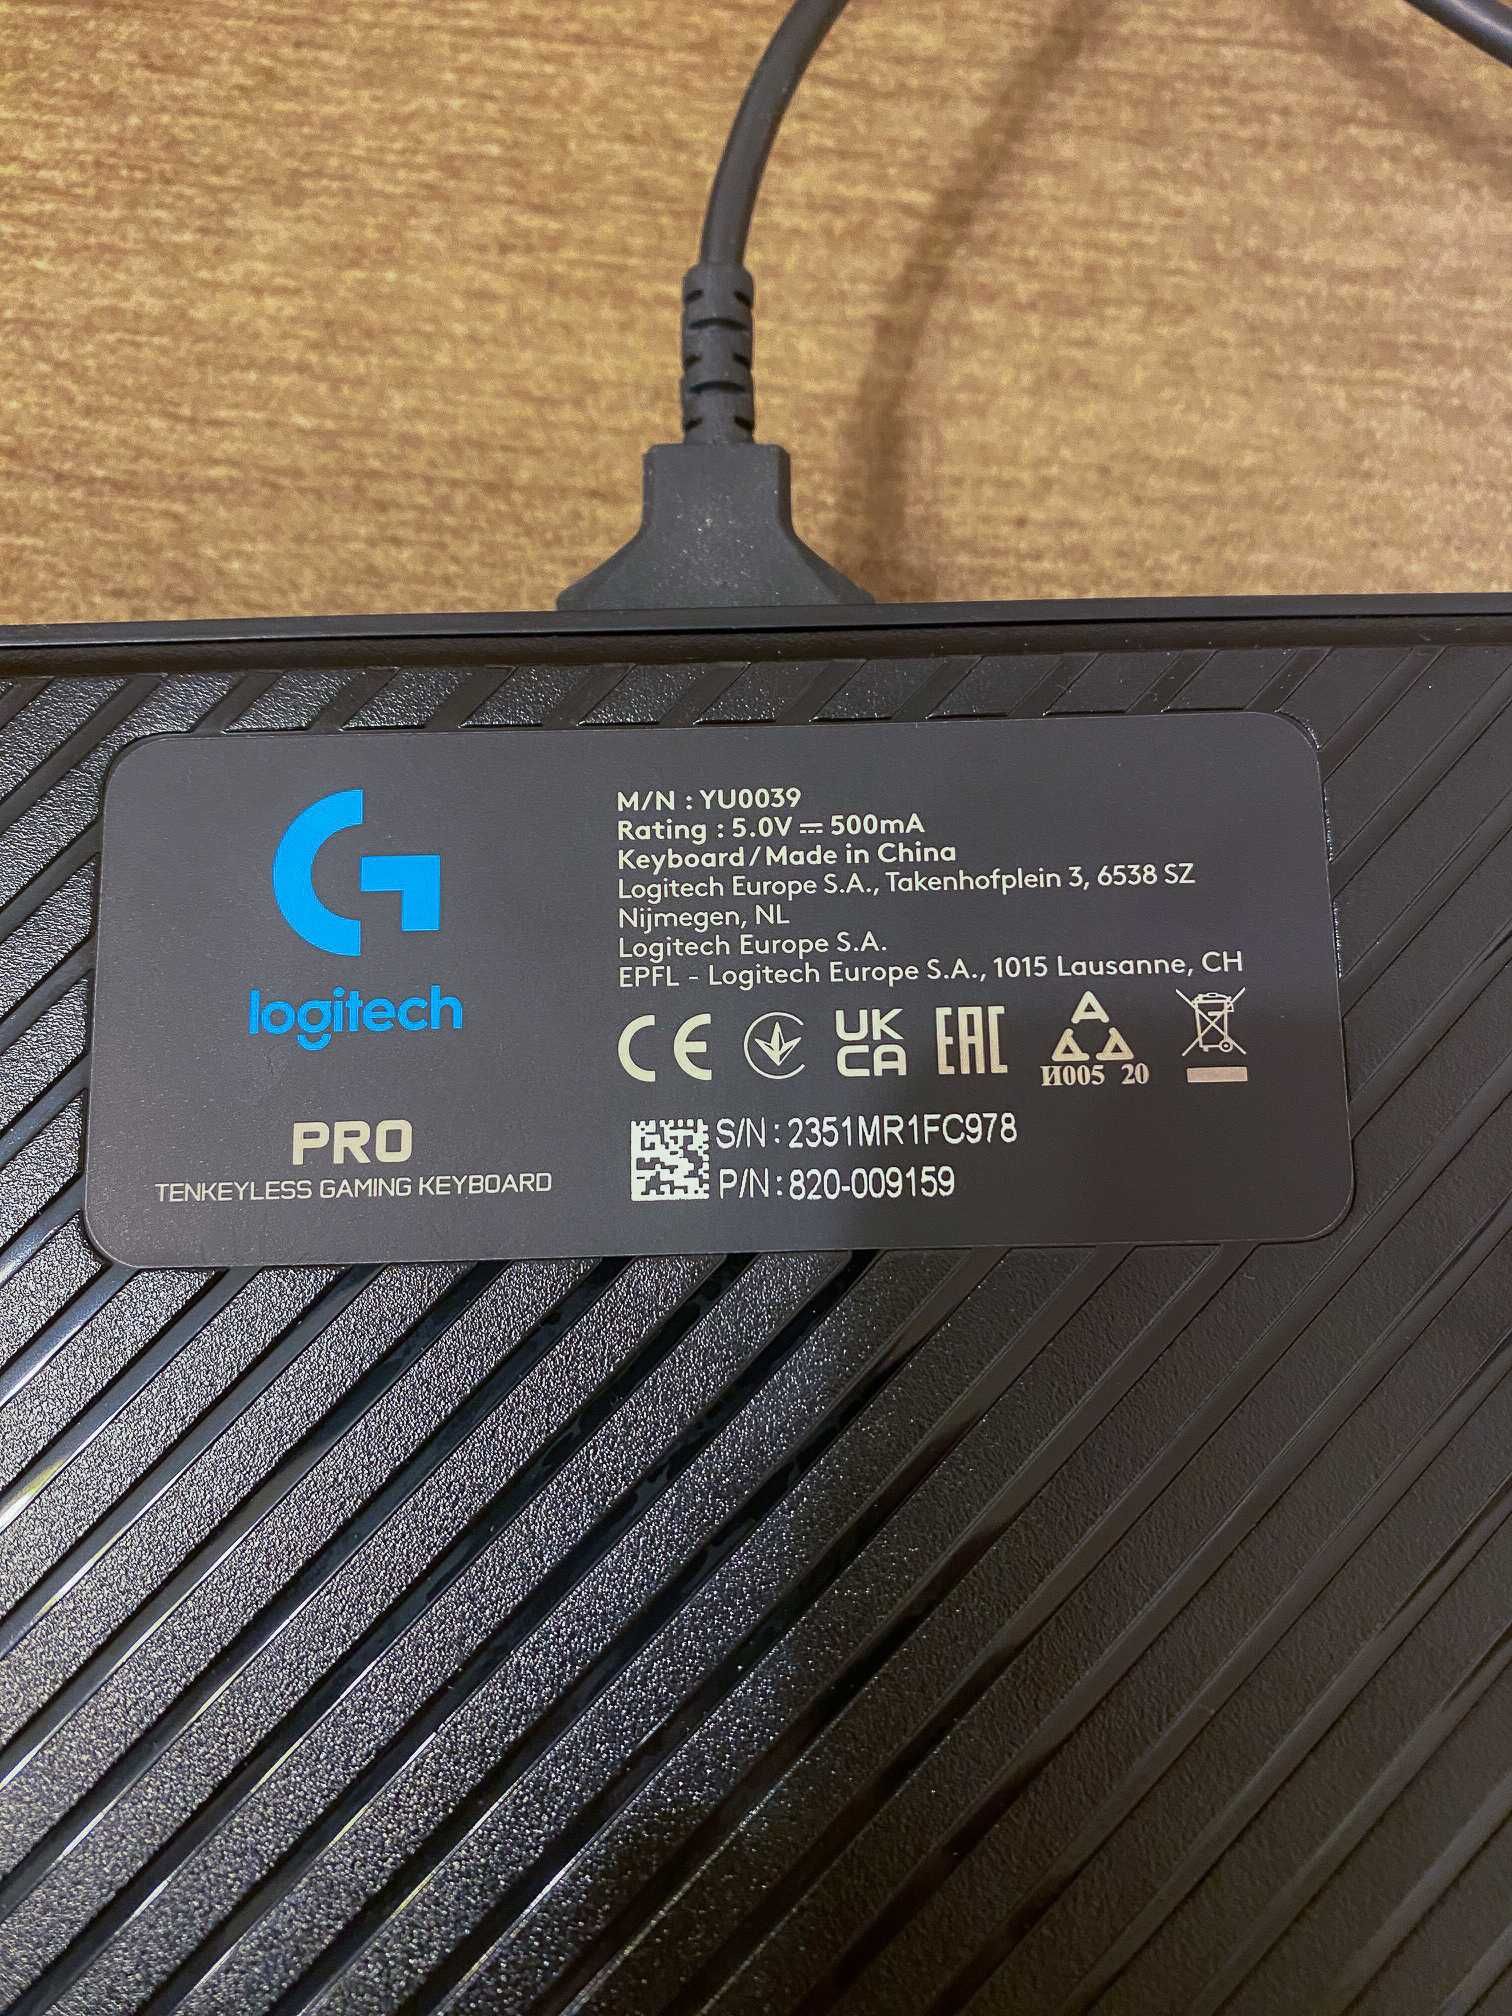 logitech
PRO
TENKEYLESS GAMING KEYBOARD
M/N : YU0039
Rating : 5.0V ⎓ 500mA
Keyboard / Made in China
Logitech Europe S.A., Takenhofplein 3, 6538 SZ
Nijmegen, NL
Logitech Europe S.A.
EPFL - Logitech Europe S.A., 1015 Lausanne, CH
CE UK CA EAC
И005 20
S/N : 2351MR1FC978
P/N : 820-009159